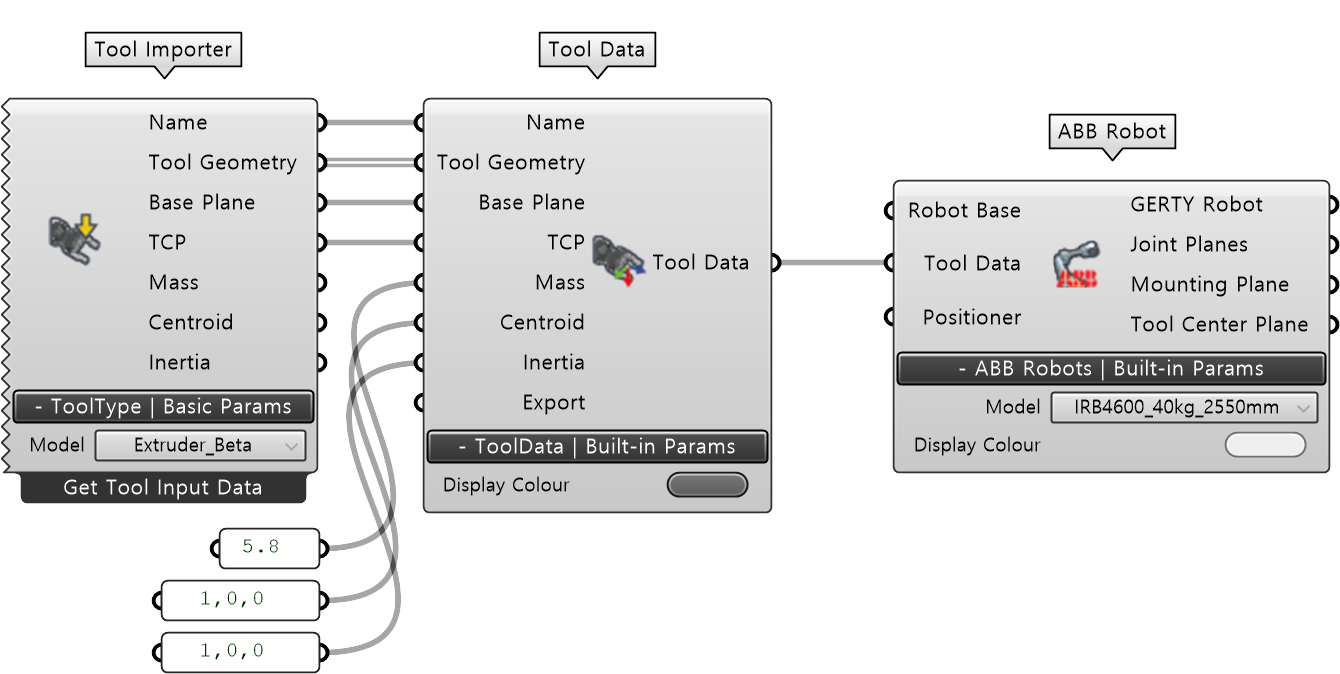 Tool Importer
Name
Tool Geometry
Base Plane
TCP
Mass
Centroid
Inertia
- ToolType | Basic Params
Model Extruder_Beta
Get Tool Input Data
5.8
1,0,0
1,0,0
Tool Data
Name
Tool Geometry
Base Plane
TCP
Mass
Centroid
Inertia
Export
Tool Data
- ToolData | Built-in Params
Display Colour
ABB Robot
Robot Base
Tool Data
Positioner
ABB
GERTY Robot
Joint Planes
Mounting Plane
Tool Center Plane
- ABB Robots | Built-in Params
Model IRB4600_40kg_2550mm
Display Colour